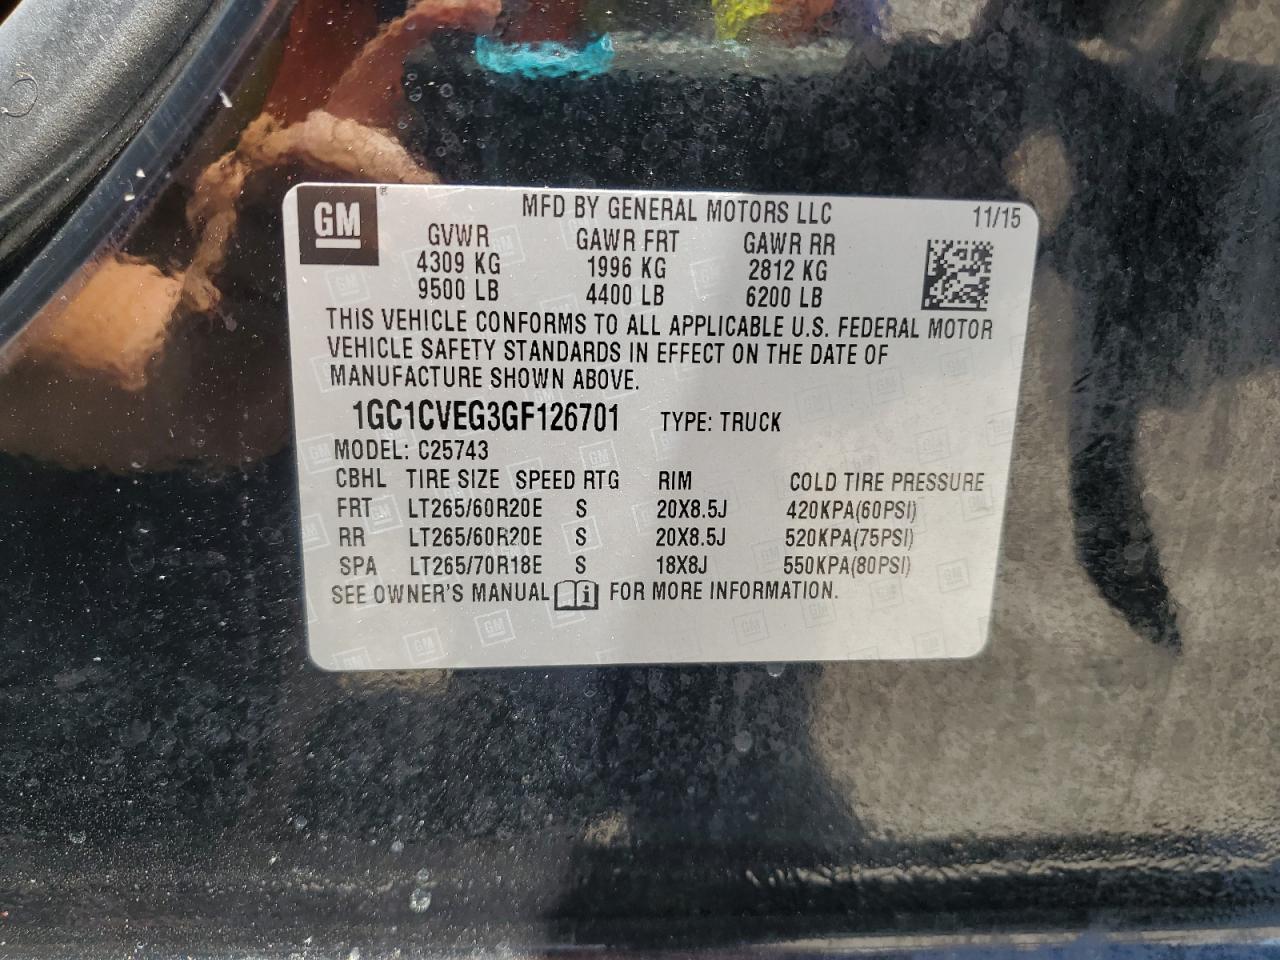 GM
MFD BY GENERAL MOTORS LLC 11/15
GVWR GAWR FRT GAWR RR
4309 KG 1996 KG 2812 KG
9500 LB 4400 LB 6200 LB
THIS VEHICLE CONFORMS TO ALL APPLICABLE U.S. FEDERAL MOTOR
VEHICLE SAFETY STANDARDS IN EFFECT ON THE DATE OF
MANUFACTURE SHOWN ABOVE.
1GC1CVEG3GF126701 TYPE: TRUCK
MODEL: C25743
CBHL TIRE SIZE SPEED RTG RIM COLD TIRE PRESSURE
FRT LT265/60R20E S 20X8.5J 420KPA(60PSI)
RR LT265/60R20E S 20X8.5J 520KPA(75PSI)
SPA LT265/70R18E S 18X8J 550KPA(80PSI)
SEE OWNER'S MANUAL FOR MORE INFORMATION.